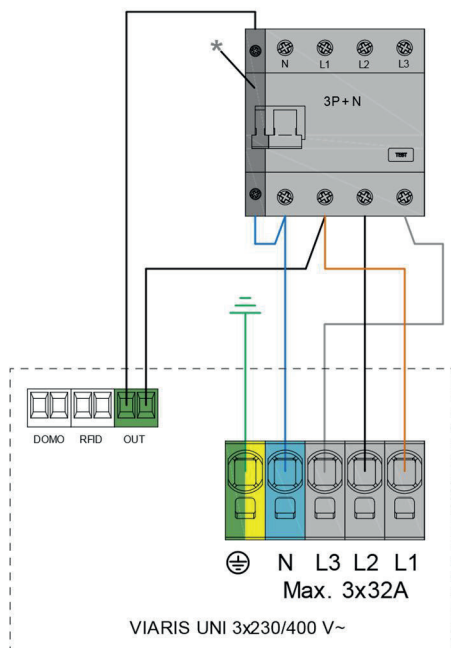 *
N L1 L2 L3
3P+N
TEST
DOMO RFID OUT
N L3 L2 L1
Max. 3x32A
VIARIS UNI 3x230/400 V~